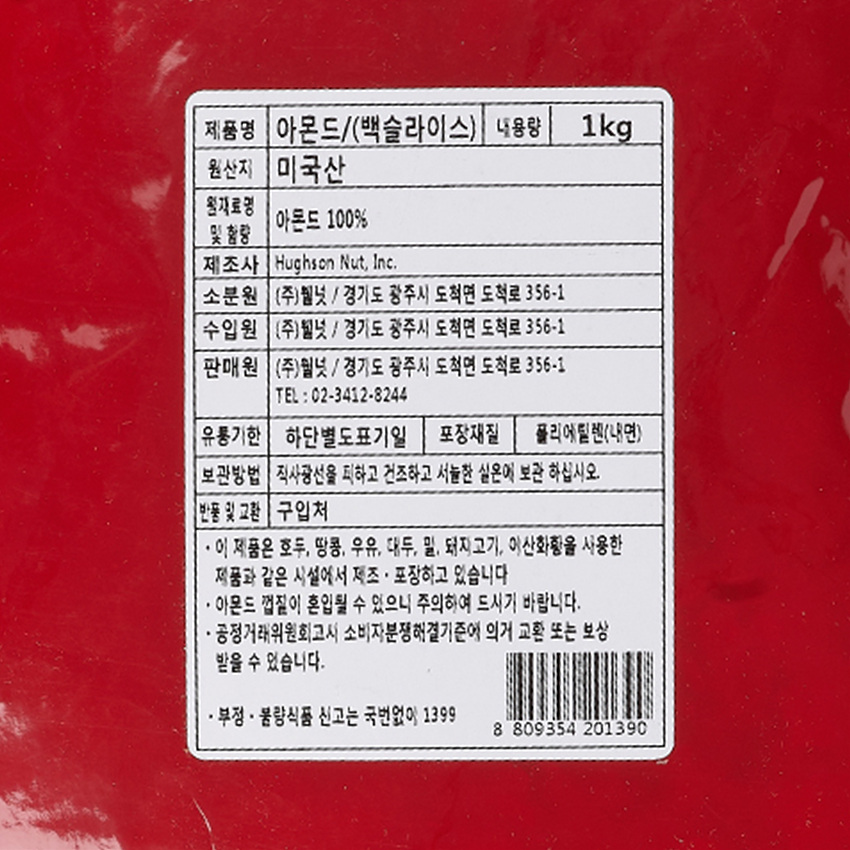 제품명 아몬드/(백슬라이스) 내용량 1kg
원산지 미국산
원재료명 및 함량 아몬드 100%
제조사 Hughson Nut, Inc.
소분원 (주)웰넛 / 경기도 광주시 도척면 도척로 356-1
수입원 (주)웰넛 / 경기도 광주시 도척면 도척로 356-1
판매원 (주)웰넛 / 경기도 광주시 도척면 도척로 356-1
TEL : 02-3412-8244
유통기한 하단별도표기일 포장재질 폴리에틸렌(내면)
보관방법 직사광선을 피하고 건조하고 서늘한 실온에 보관 하십시오.
반품 및 교환 구입처
· 이 제품은 호두, 땅콩, 우유, 대두, 밀, 돼지고기, 이산화황을 사용한
제품과 같은 시설에서 제조 · 포장하고 있습니다
· 아몬드 껍질이 혼입될 수 있으니 주의하여 드시기 바랍니다.
· 공정거래위원회고시 소비자분쟁해결기준에 의거 교환 또는 보상
받을 수 있습니다.
· 부정 · 불량식품 신고는 국번없이 1399
8 809354 201390